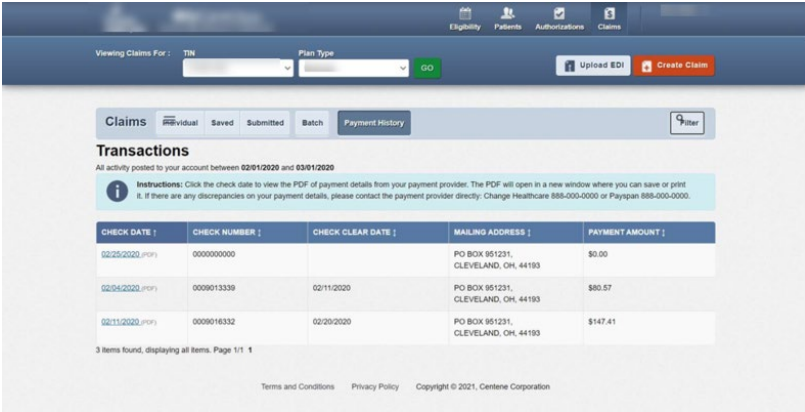 Eligibility Patients Authorizations Claims
Viewing Claims For : TIN Plan Type
GO Upload EDI Create Claim
Claims Individual Saved Submitted Batch Payment History Filter
Transactions
All activity posted to your account between 02/01/2020 and 03/01/2020
Instructions: Click the check date to view the PDF of payment details from your payment provider. The PDF will open in a new window where you can save or print
it. If there are any discrepancies on your payment details, please contact the payment provider directly: Change Healthcare 888-000-0000 or Payspan 888-000-0000.
CHECK DATE CHECK NUMBER CHECK CLEAR DATE MAILING ADDRESS PAYMENT AMOUNT
02/25/2020 (PDF) 0000000000 PO BOX 951231, $0.00
CLEVELAND, OH, 44193
02/04/2020 (PDF) 0009013339 02/11/2020 PO BOX 951231, $80.57
CLEVELAND, OH, 44193
02/11/2020 (PDF) 0009016332 02/20/2020 PO BOX 951231, $147.41
CLEVELAND, OH, 44193
3 items found, displaying all items. Page 1/1 1
Terms and Conditions Privacy Policy Copyright © 2021, Centene Corporation